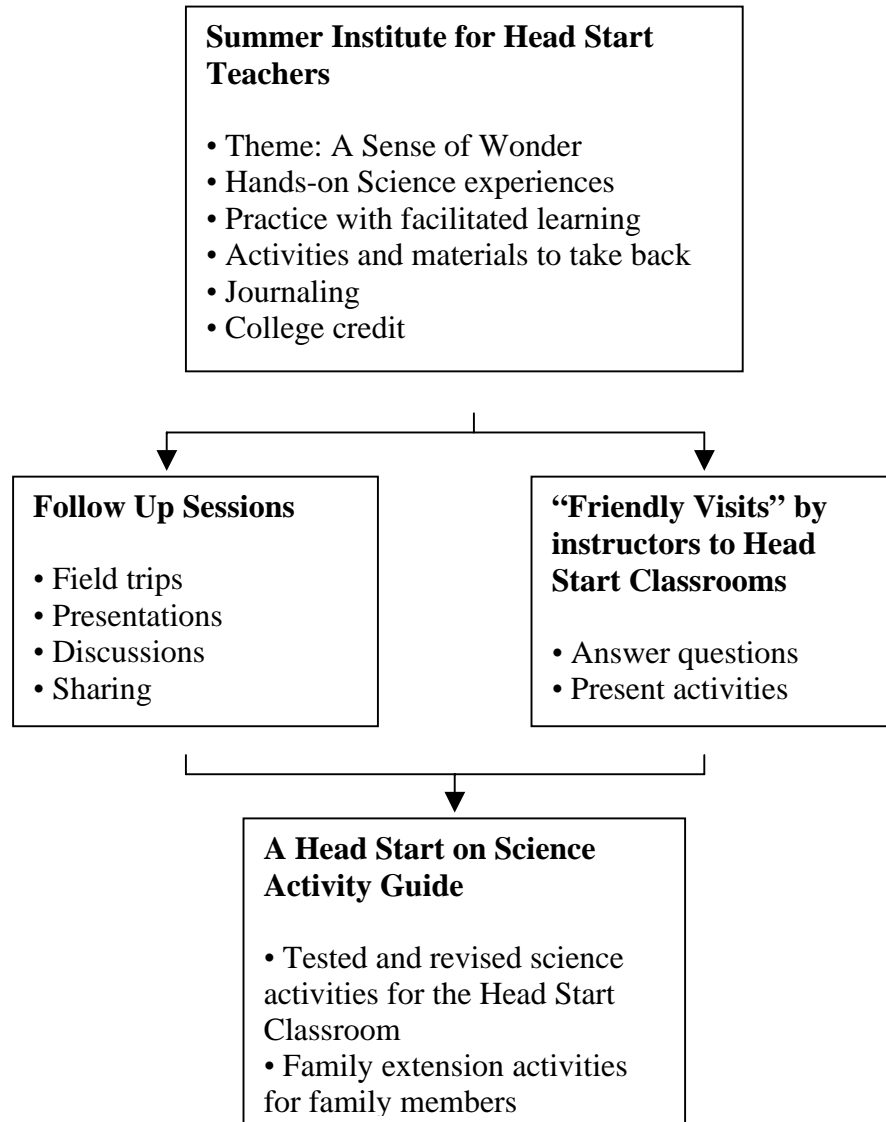 Summer Institute for Head Start
Teachers
• Theme: A Sense of Wonder
• Hands-on Science experiences
• Practice with facilitated learning
• Activities and materials to take back
• Journaling
• College credit
Follow Up Sessions
• Field trips
• Presentations
• Discussions
• Sharing
“Friendly Visits” by
instructors to Head
Start Classrooms
• Answer questions
• Present activities
A Head Start on Science
Activity Guide
• Tested and revised science
activities for the Head Start
Classroom
• Family extension activities
for family members